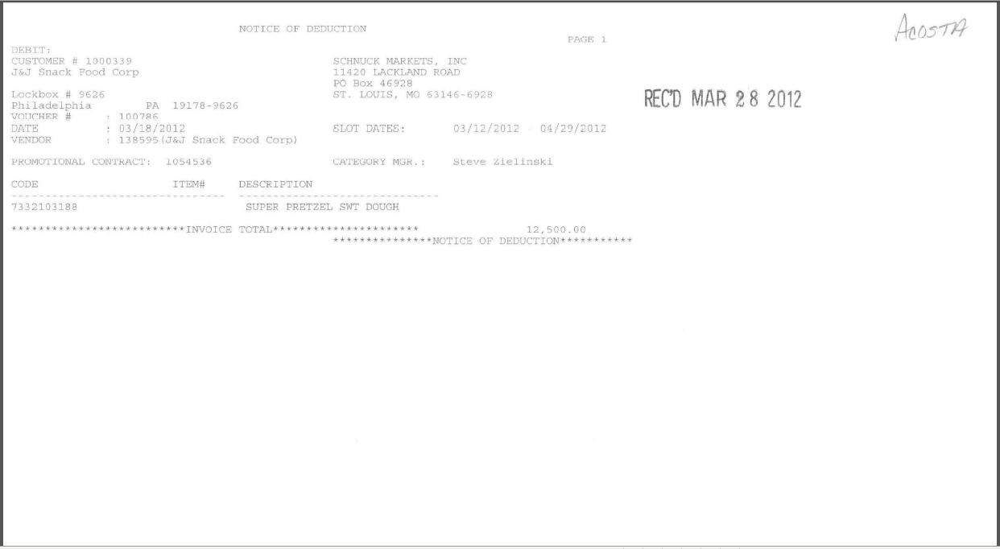 Acosta
NOTICE OF DEDUCTION
PAGE 1
DEBIT:
CUSTOMER # 1000339 SCHNUCK MARKETS, INC
J&J Snack Food Corp 11420 LACKLAND ROAD
PO Box 46928
Lockbox # 9626 ST. LOUIS, MO 63146-6928
REC'D MAR 28 2012
Philadelphia PA 19178-9626
VOUCHER # : 100786
DATE : 03/18/2012 SLOT DATES: 03/12/2012 - 04/29/2012
VENDOR : 138595(J&J Snack Food Corp)
PROMOTIONAL CONTRACT: 1054536 CATEGORY MGR.: Steve Zielinski
CODE ITEM# DESCRIPTION
-------------------------------- ------------------------------
7332103188 SUPER PRETZEL SWT DOUGH
**************************INVOICE TOTAL********************** 12,500.00
***************NOTICE OF DEDUCTION***********